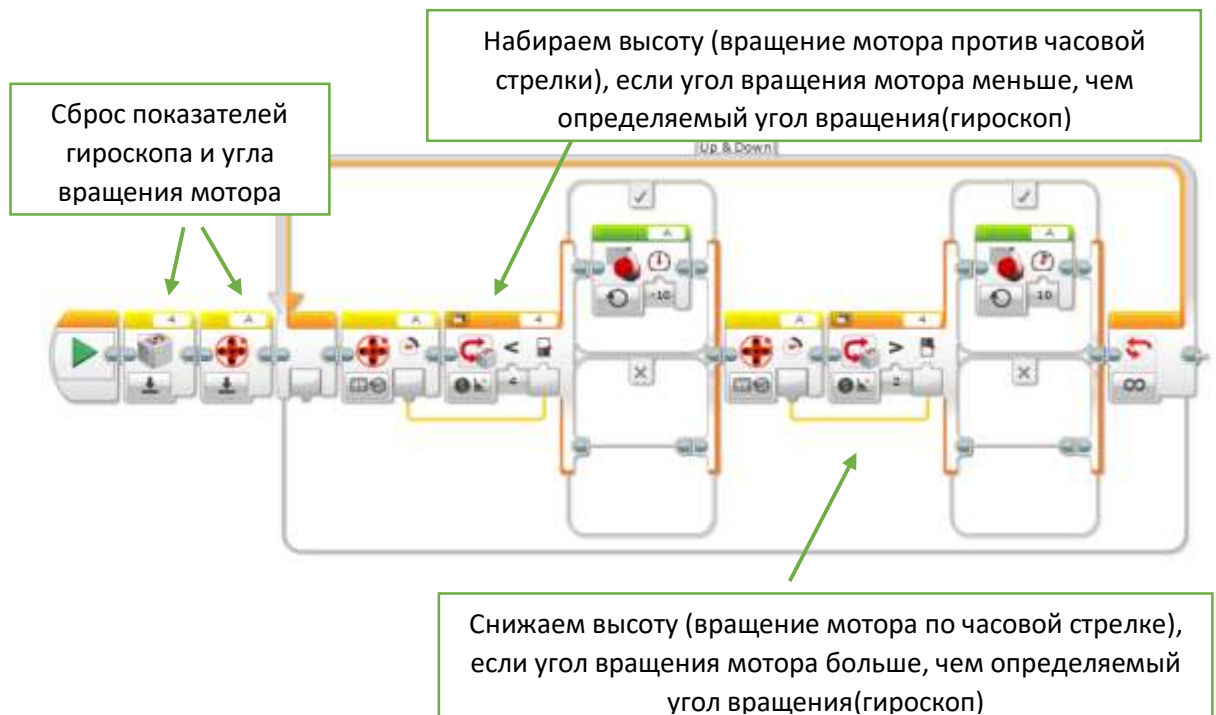 Набираем высоту (вращение мотора против часовой
стрелки), если угол вращения мотора меньше, чем
определяемый угол вращения(гироскоп)
Сброс показателей
гироскопа и угла
вращения мотора
Up & Down
A
A
-10
10
4
A
A
4
A
4
<
>
2
∞
Снижаем высоту (вращение мотора по часовой стрелке),
если угол вращения мотора больше, чем определяемый
угол вращения(гироскоп)